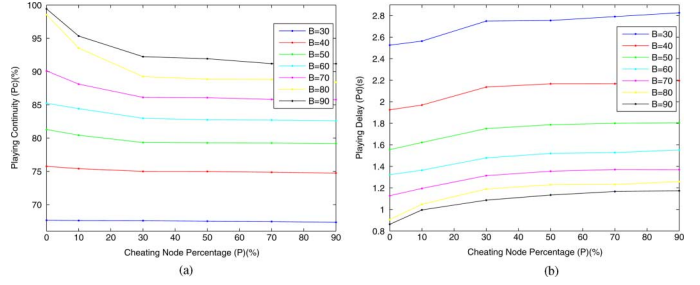 100
95
90
85
80
75
70
Playing Continuity (Pc)(%)
B=30
B=40
B=50
B=60
B=70
B=80
B=90
0 10 20 30 40 50 60 70 80 90
Cheating Node Percentage (P)(%)
(a)
2.8
2.6
2.4
2.2
2
1.8
1.6
1.4
1.2
1
0.8
Playing Delay (Pd)(s)
B=30
B=40
B=50
B=60
B=70
B=80
B=90
0 10 20 30 40 50 60 70 80 90
Cheating Node Percentage (P)(%)
(b)